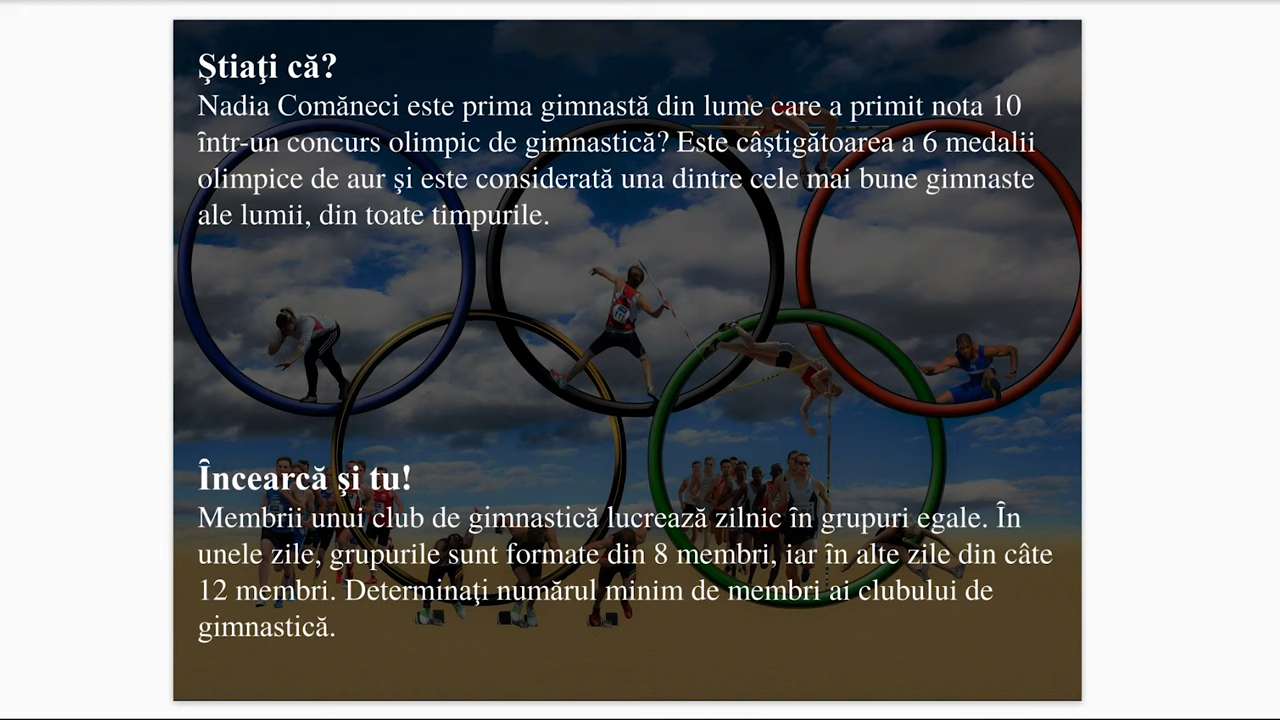 Ştiaţi că?
Nadia Comăneci este prima gimnastă din lume care a primit nota 10
într-un concurs olimpic de gimnastică? Este câştigătoarea a 6 medalii
olimpice de aur şi este considerată una dintre cele mai bune gimnaste
ale lumii, din toate timpurile.
Încearcă şi tu!
Membrii unui club de gimnastică lucrează zilnic în grupuri egale. În
unele zile, grupurile sunt formate din 8 membri, iar în alte zile din câte
12 membri. Determinaţi numărul minim de membri ai clubului de
gimnastică.